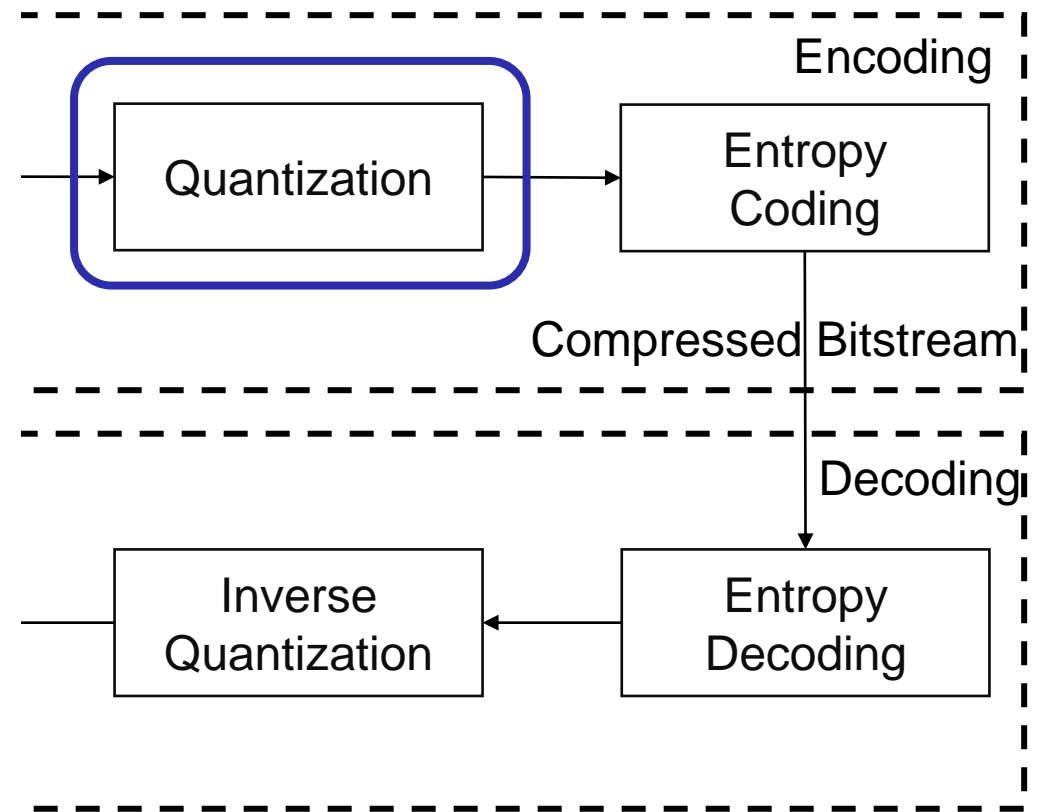 Encoding
Quantization
Entropy
Coding
Compressed Bitstream
Decoding
Inverse
Quantization
Entropy
Decoding